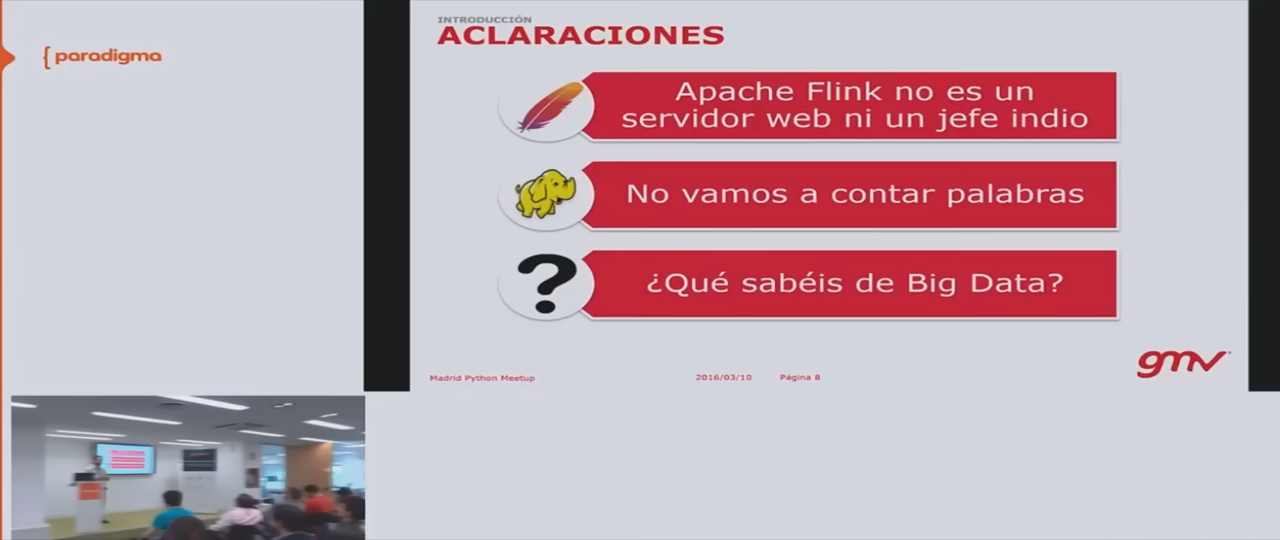 { paradigma
INTRODUCCIÓN
ACLARACIONES
Apache Flink no es un
servidor web ni un jefe indio
No vamos a contar palabras
?
¿Qué sabéis de Big Data?
gmv
Madrid Python Meetup
2016/03/10
Página 8